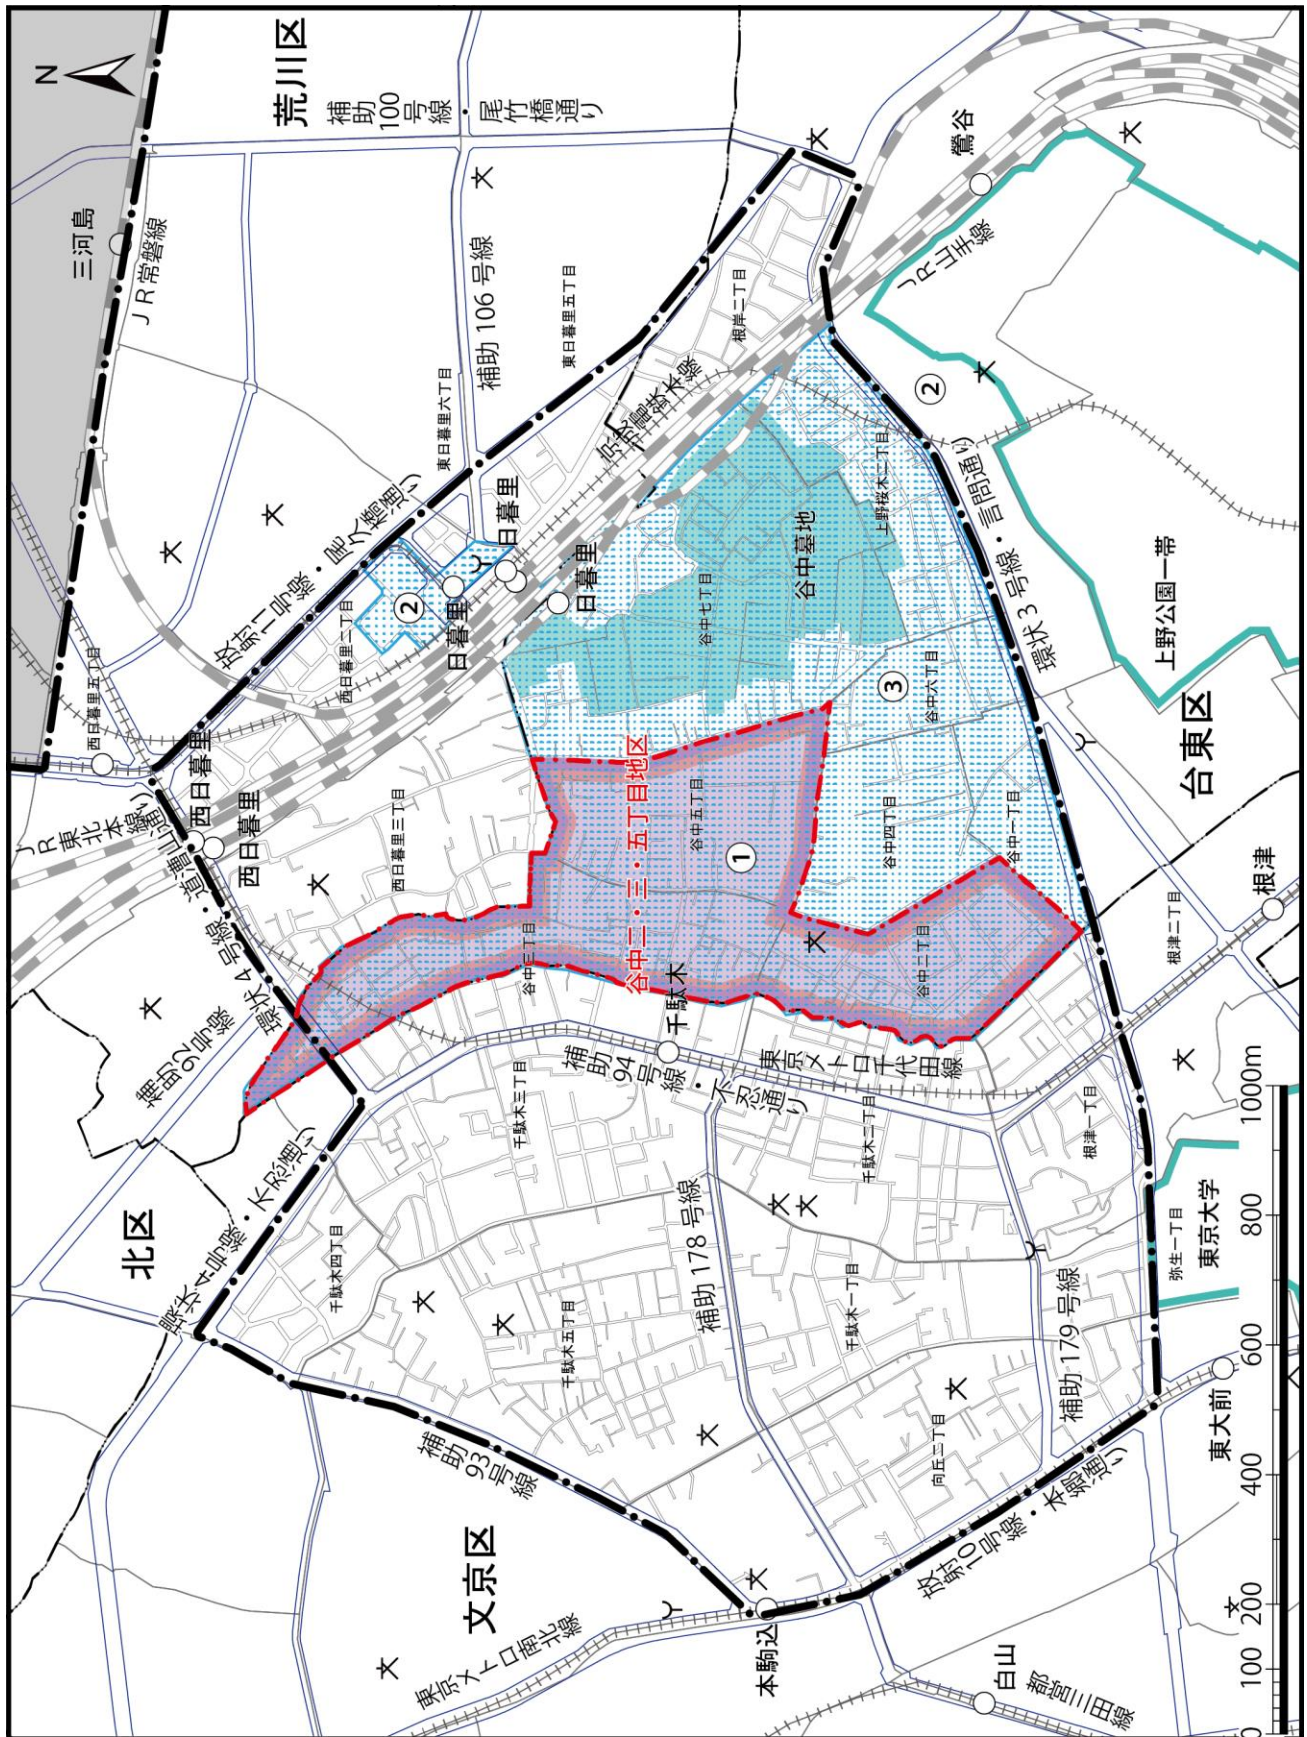 N
北区
荒川区
文京区
台東区
三河島
JR常磐線
補助100号線・尾竹橋通り
補助106号線
東日暮里五丁目
東日暮里六丁目
放射11号線・尾久橋通り
西日暮里五丁目
西日暮里二丁目
西日暮里
西日暮里
西日暮里三丁目
JR東北本線
環状4号線・道灌山通り
補助92号線
環状4号線・不忍通り
②
日暮里
日暮里
日暮里
京成電鉄本線
根岸二丁目
鶯谷
JR山手線
②
上野桜木二丁目
谷中墓地
谷中七丁目
③
谷中六丁目
環状3号線・言問通り
上野公園一帯
谷中二・三・五丁目地区
谷中五丁目
①
谷中三丁目
谷中四丁目
谷中一丁目
谷中二丁目
千駄木
補助94号線・不忍通り
東京メトロ千代田線
千駄木三丁目
千駄木二丁目
千駄木四丁目
千駄木五丁目
千駄木一丁目
補助178号線
補助179号線
補助93号線
向丘二丁目
根津一丁目
根津二丁目
根津
弥生一丁目
東京大学
東大前
放射10号線・本郷通り
本駒込
東京メトロ南北線
白山
都営三田線
0 100 200 400 600 800 1000m